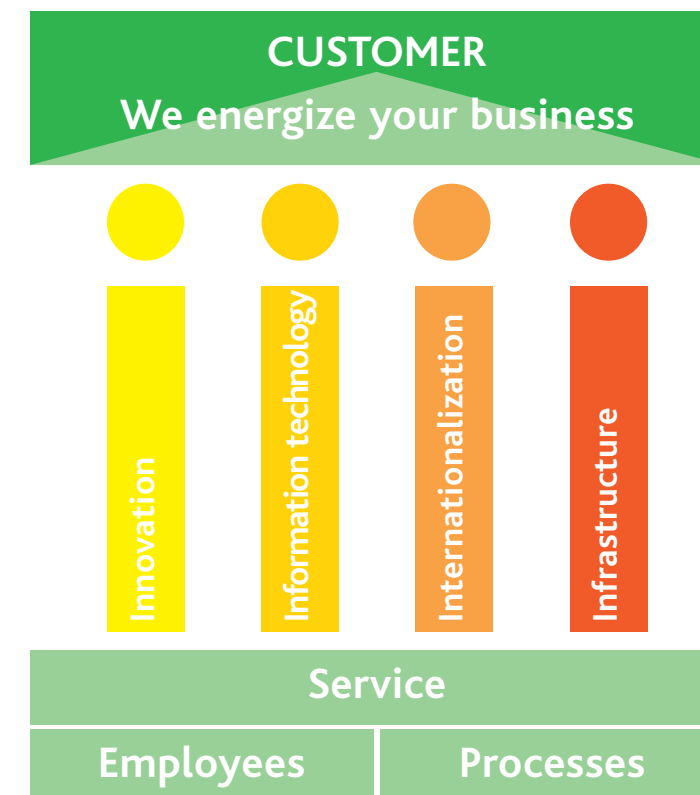 CUSTOMER
We energize your business
Innovation
Information technology
Internationalization
Infrastructure
Service
Employees
Processes